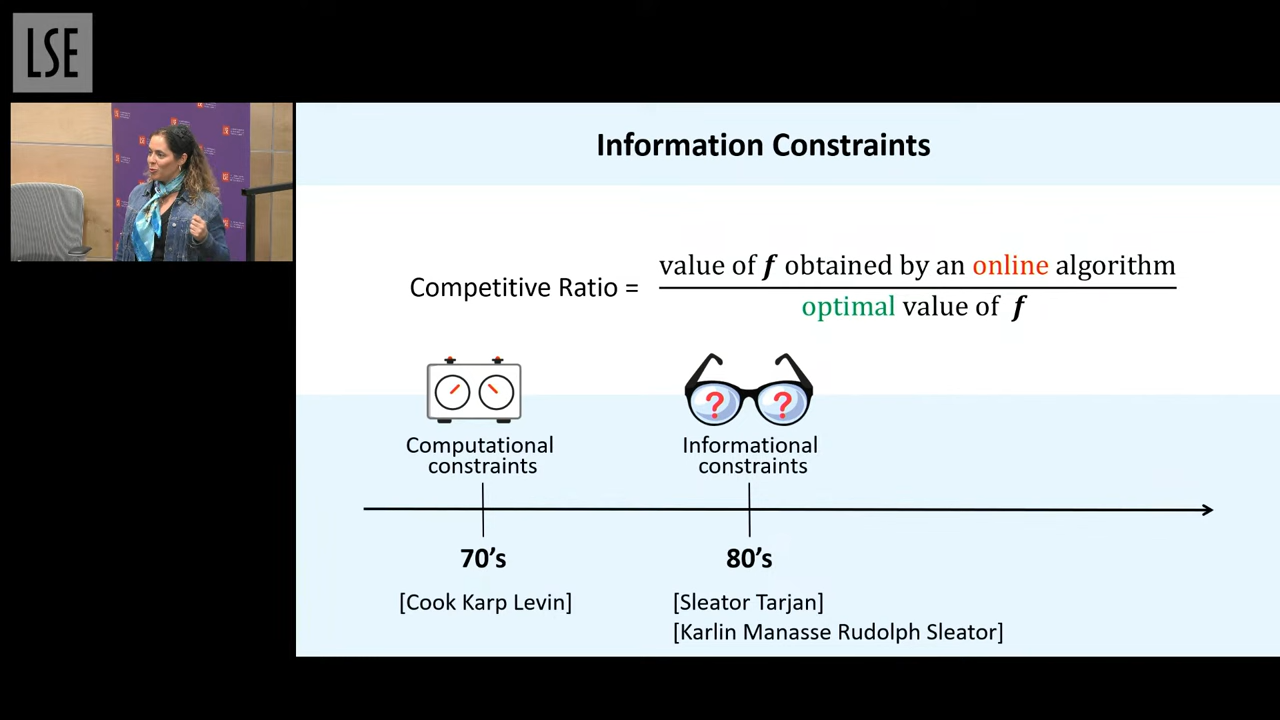 LSE
Information Constraints
Competitive Ratio =
value of f obtained by an online algorithm
optimal value of f
? ?
Computational
constraints
Informational
constraints
70's
80's
[Cook Karp Levin]
[Sleator Tarjan]
[Karlin Manasse Rudolph Sleator]